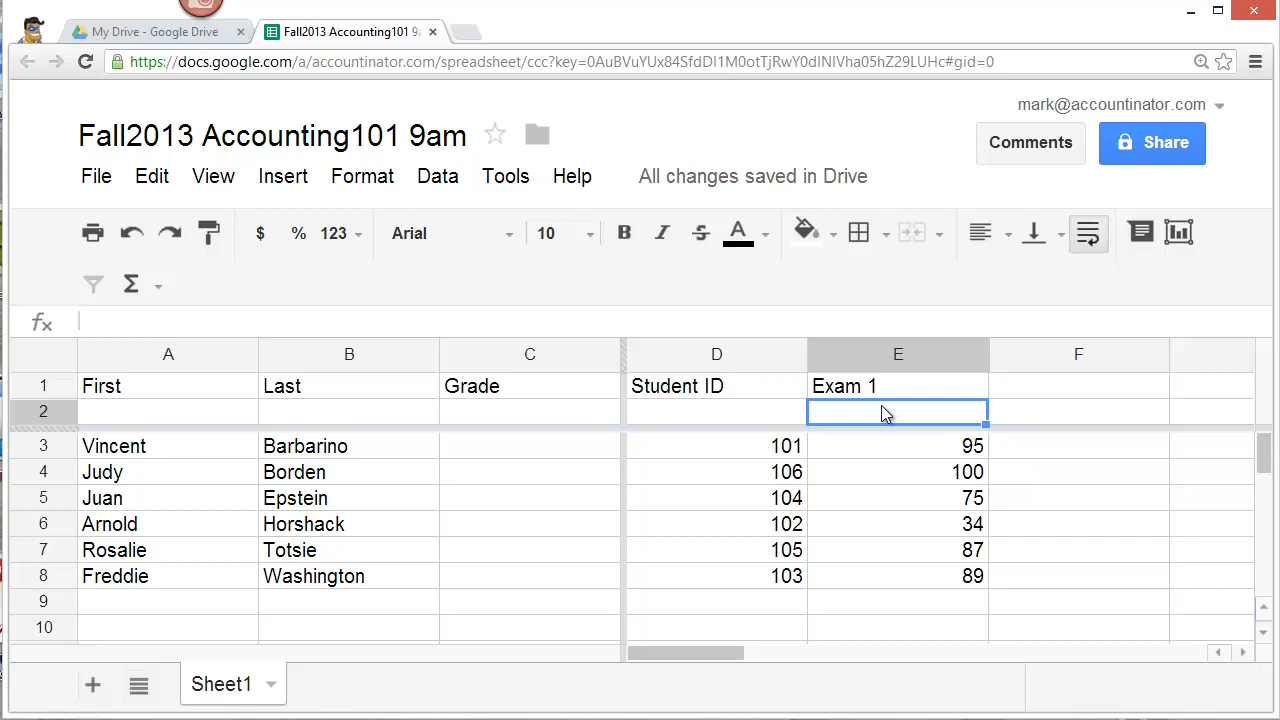 My Drive - Google Drive
Fall2013 Accounting101 9a
https://docs.google.com/a/accountinator.com/spreadsheet/ccc?key=0AuBVuYUx84SfdDI1M0otTjRwY0dINlVha05hZ29LUHc#gid=0
mark@accountinator.com
Fall2013 Accounting101 9am
Comments
Share
File Edit View Insert Format Data Tools Help All changes saved in Drive
$ % 123 Arial 10 B I S A
Σ
fx
A B C D E F
1 First Last Grade Student ID Exam 1
2
3 Vincent Barbarino 101 95
4 Judy Borden 106 100
5 Juan Epstein 104 75
6 Arnold Horshack 102 34
7 Rosalie Totsie 105 87
8 Freddie Washington 103 89
9
10
Sheet1